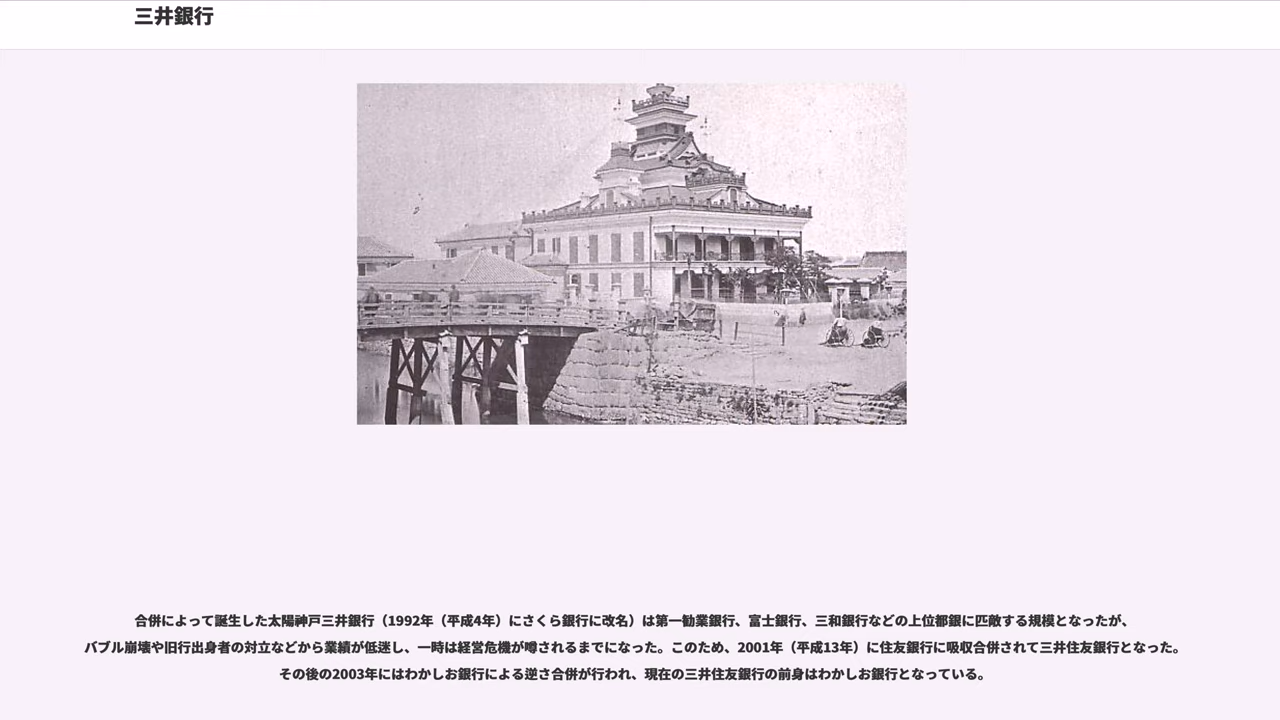 三井銀行
合併によって誕生した太陽神戸三井銀行（1992年（平成4年）にさくら銀行に改名）は第一勧業銀行、富士銀行、三和銀行などの上位都銀に匹敵する規模となったが、
バブル崩壊や旧行出身者の対立などから業績が低迷し、一時は経営危機が噂されるまでになった。このため、2001年（平成13年）に住友銀行に吸収合併されて三井住友銀行となった。
その後の2003年にはわかしお銀行による逆さ合併が行われ、現在の三井住友銀行の前身はわかしお銀行となっている。